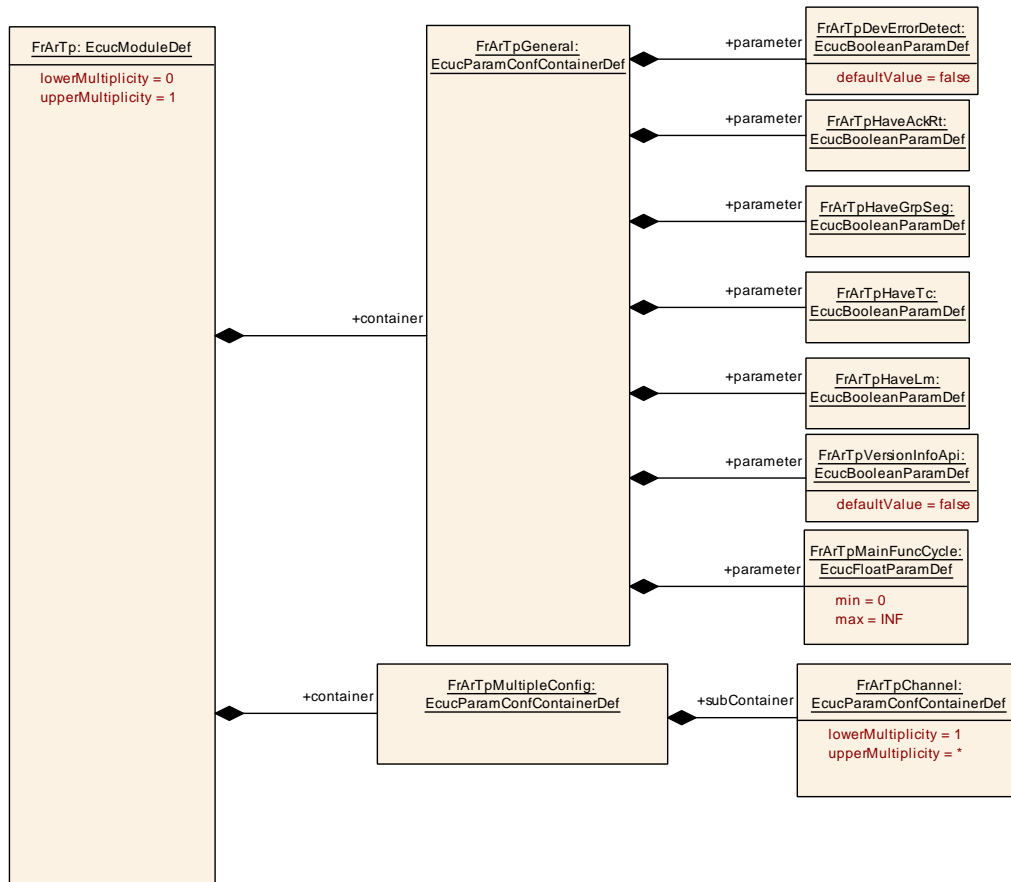 FrArTp: EcucModuleDef
lowerMultiplicity = 0
upperMultiplicity = 1
+container
FrArTpGeneral:
EcucParamConfContainerDef
+parameter
FrArTpDevErrorDetect:
EcucBooleanParamDef
defaultValue = false
+parameter
FrArTpHaveAckRt:
EcucBooleanParamDef
+parameter
FrArTpHaveGrpSeg:
EcucBooleanParamDef
+parameter
FrArTpHaveTc:
EcucBooleanParamDef
+parameter
FrArTpHaveLm:
EcucBooleanParamDef
+parameter
FrArTpVersionInfoApi:
EcucBooleanParamDef
defaultValue = false
+parameter
FrArTpMainFuncCycle:
EcucFloatParamDef
min = 0
max = INF
+container
FrArTpMultipleConfig:
EcucParamConfContainerDef
+subContainer
FrArTpChannel:
EcucParamConfContainerDef
lowerMultiplicity = 1
upperMultiplicity = *